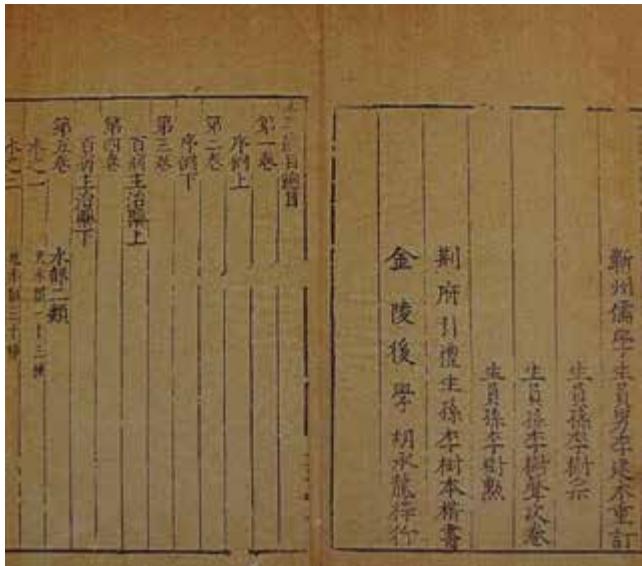 蘄州儒學生員男李建木重訂
生員孫李樹宗
生員孫李樹聲次卷
生員孫李樹勲
荆府引禮生孫李樹本楷書
金陵後學胡承龍梓行
綱目總目
第一卷
序例上
第二卷
序例下
第三卷
百病主治藥上
第四卷
百病主治藥下
第五卷 水部二類
水之一 天水類一十三種
水之二 地水類三十種